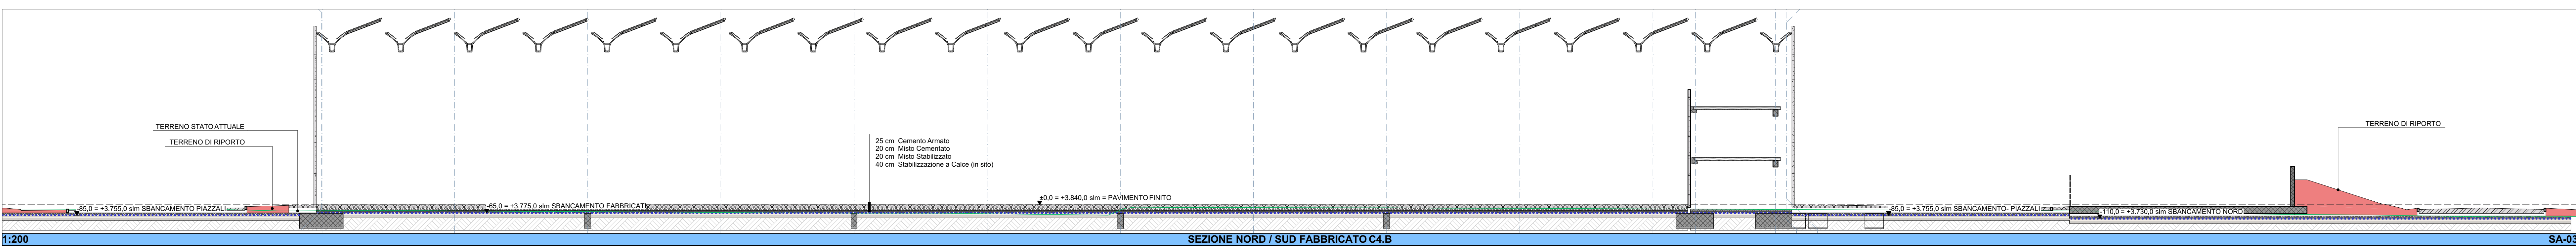 TERRENO STATO ATTUALE
TERRENO DI RIPORTO
25 cm Cemento Armato
20 cm Misto Cementato
20 cm Misto Stabilizzato
40 cm Stabilizzazione a Calce (in sito)
TERRENO DI RIPORTO
±0,0 = +3.840,0 slm = PAVIMENTO FINITO
-85,0 = +3.755,0 slm SBANCAMENTO PIAZZALI
-65,0 = +3.775,0 slm SBANCAMENTO FABBRICATI
-85,0 = +3.755,0 slm SBANCAMENTO- PIAZZALI
-110,0 = +3.730,0 slm SBANCAMENTO NORD
1:200
SEZIONE NORD / SUD FABBRICATO C4.B
SA-03